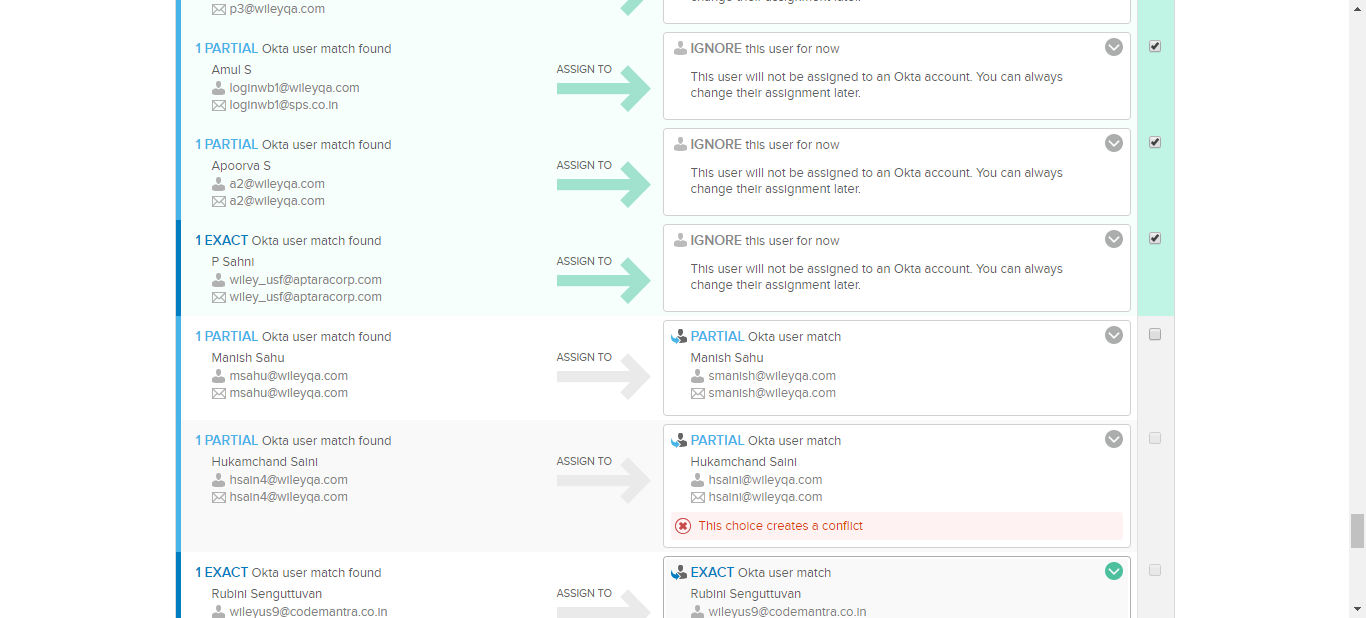 p3@wileyqa.com
1 PARTIAL Okta user match found
Amul S
loginwb1@wileyqa.com
loginwb1@sps.co.in
ASSIGN TO
IGNORE this user for now
This user will not be assigned to an Okta account. You can always
change their assignment later.
1 PARTIAL Okta user match found
Apoorva S
a2@wileyqa.com
a2@wileyqa.com
ASSIGN TO
IGNORE this user for now
This user will not be assigned to an Okta account. You can always
change their assignment later.
1 EXACT Okta user match found
P Sahni
wiley_usf@aptaracorp.com
wiley_usf@aptaracorp.com
ASSIGN TO
IGNORE this user for now
This user will not be assigned to an Okta account. You can always
change their assignment later.
1 PARTIAL Okta user match found
Manish Sahu
msahu@wileyqa.com
msahu@wileyqa.com
ASSIGN TO
PARTIAL Okta user match
Manish Sahu
smanish@wileyqa.com
smanish@wileyqa.com
1 PARTIAL Okta user match found
Hukamchand Saini
hsain4@wileyqa.com
hsain4@wileyqa.com
ASSIGN TO
PARTIAL Okta user match
Hukamchand Saini
hsaini@wileyqa.com
hsaini@wileyqa.com
This choice creates a conflict
1 EXACT Okta user match found
Rubini Senguttuvan
wileyus9@codemantra.co.in
ASSIGN TO
EXACT Okta user match
Rubini Senguttuvan
wileyus9@codemantra.co.in